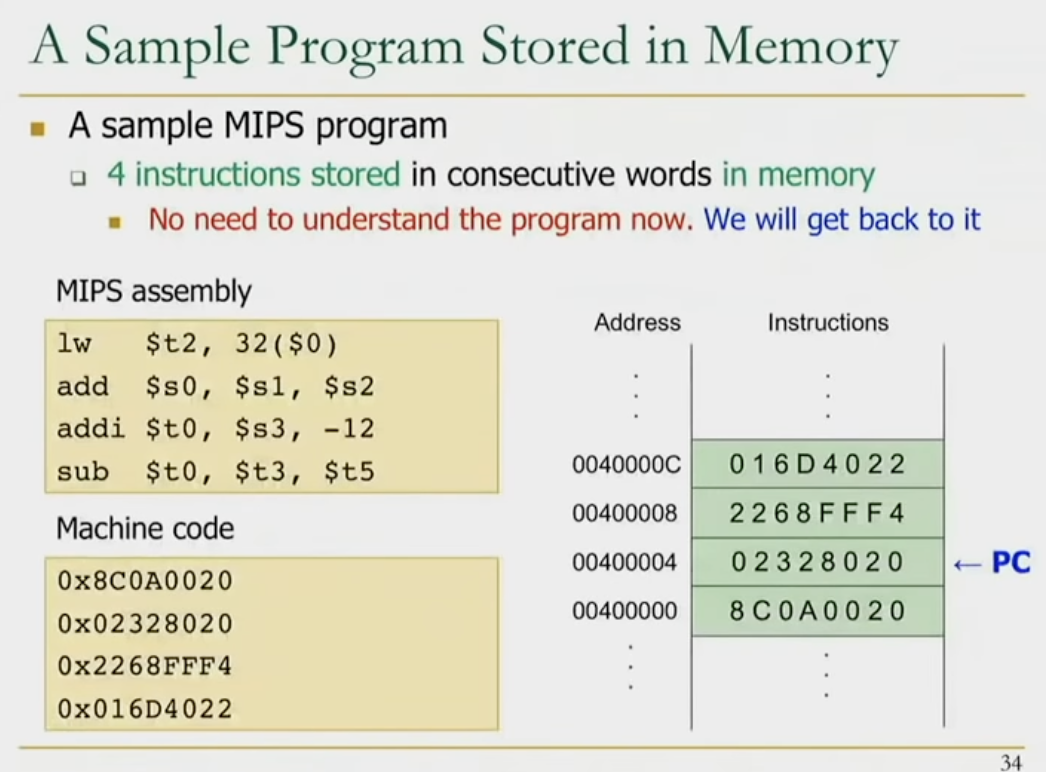 A Sample Program Stored in Memory
A sample MIPS program
4 instructions stored in consecutive words in memory
No need to understand the program now. We will get back to it
MIPS assembly
lw $t2, 32($0)
add $s0, $s1, $s2
addi $t0, $s3, -12
sub $t0, $t3, $t5
Machine code
0x8C0A0020
0x02328020
0x2268FFF4
0x016D4022
Address Instructions
0040000C 016D4022
00400008 2268FFF4
00400004 02328020 ← PC
00400000 8C0A0020
34